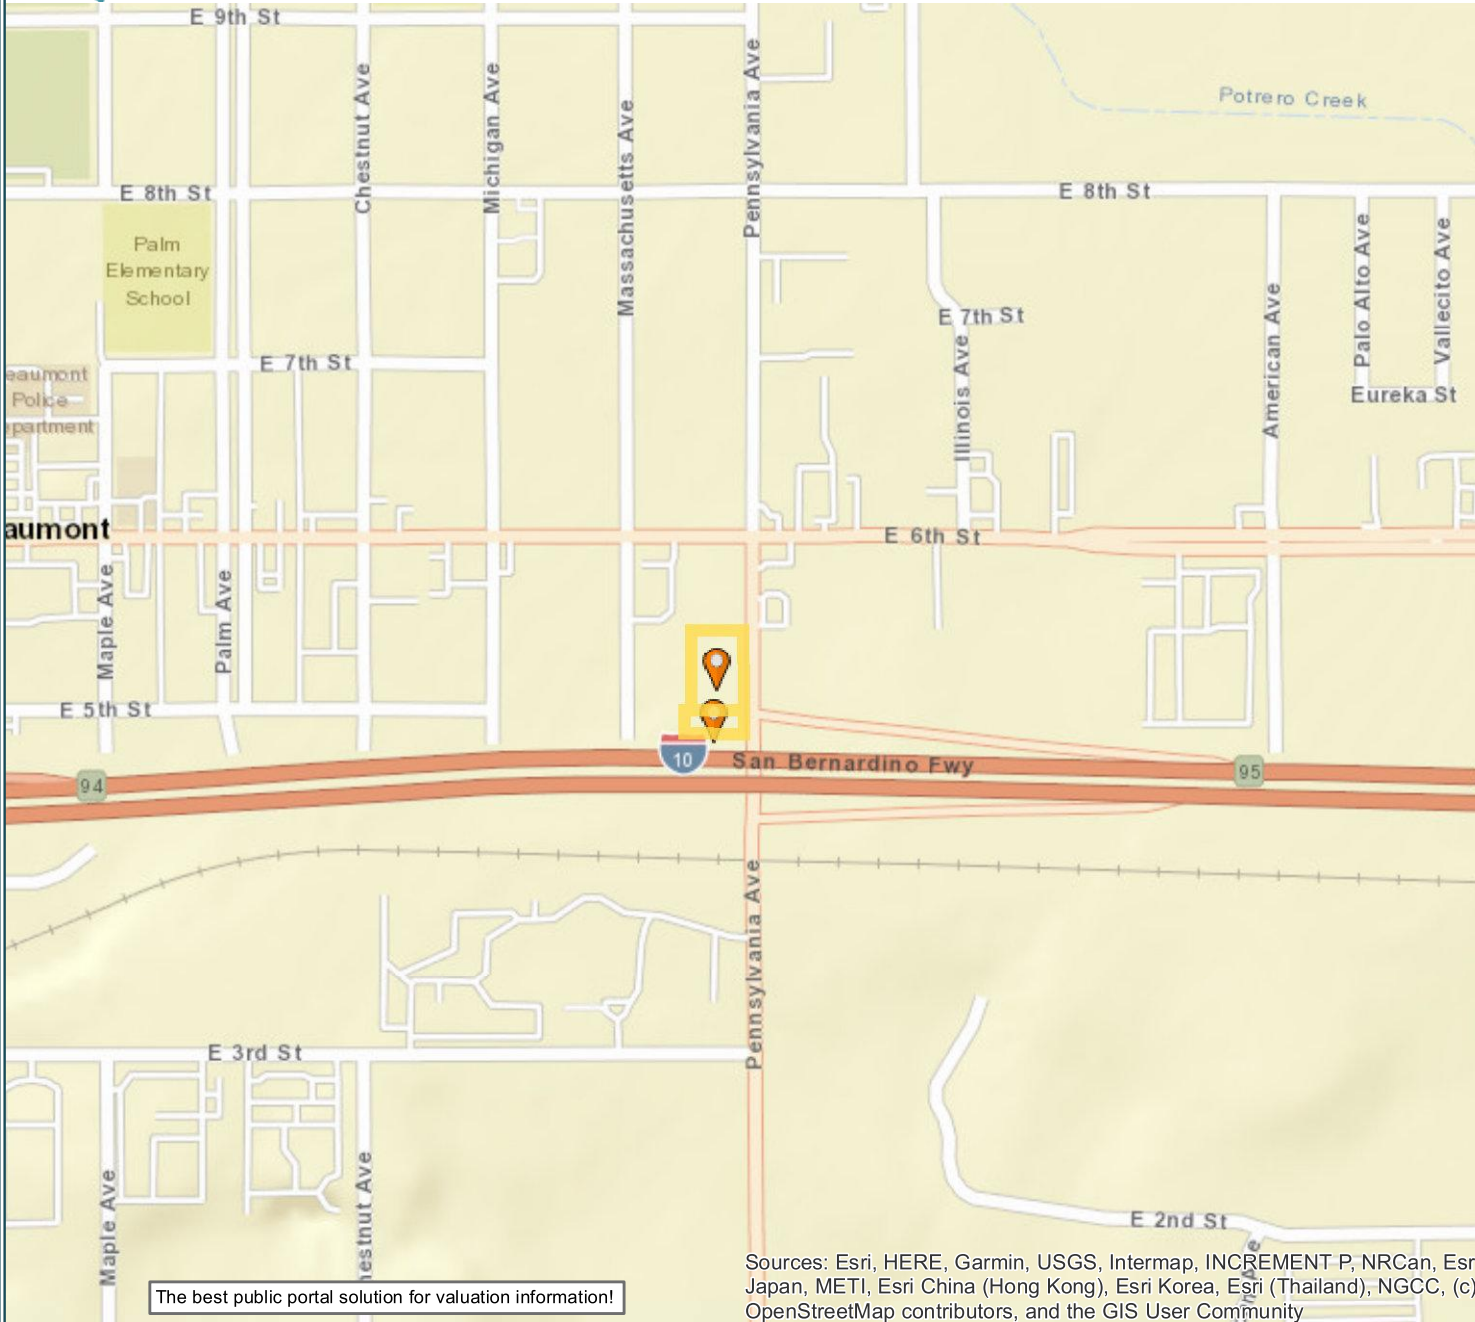 E 9th St
Potrero Creek
Chestnut Ave
Michigan Ave
Massachusetts Ave
Pennsylvania Ave
E 8th St
E 8th St
Palm
Elementary
School
E 7th St
Illinois Ave
American Ave
Palo Alto Ave
Vallecito Ave
E 7th St
eaumont
Police
epartment
Eureka St
aumont
E 6th St
Maple Ave
Palm Ave
E 5th St
10
San Bernardino Fwy
94
95
Pennsylvania Ave
E 3rd St
Maple Ave
hestnut Ave
E 2nd St
The best public portal solution for valuation information!
Sources: Esri, HERE, Garmin, USGS, Intermap, INCREMENT P, NRCan, Esr
Japan, METI, Esri China (Hong Kong), Esri Korea, Esri (Thailand), NGCC, (c)
OpenStreetMap contributors, and the GIS User Community